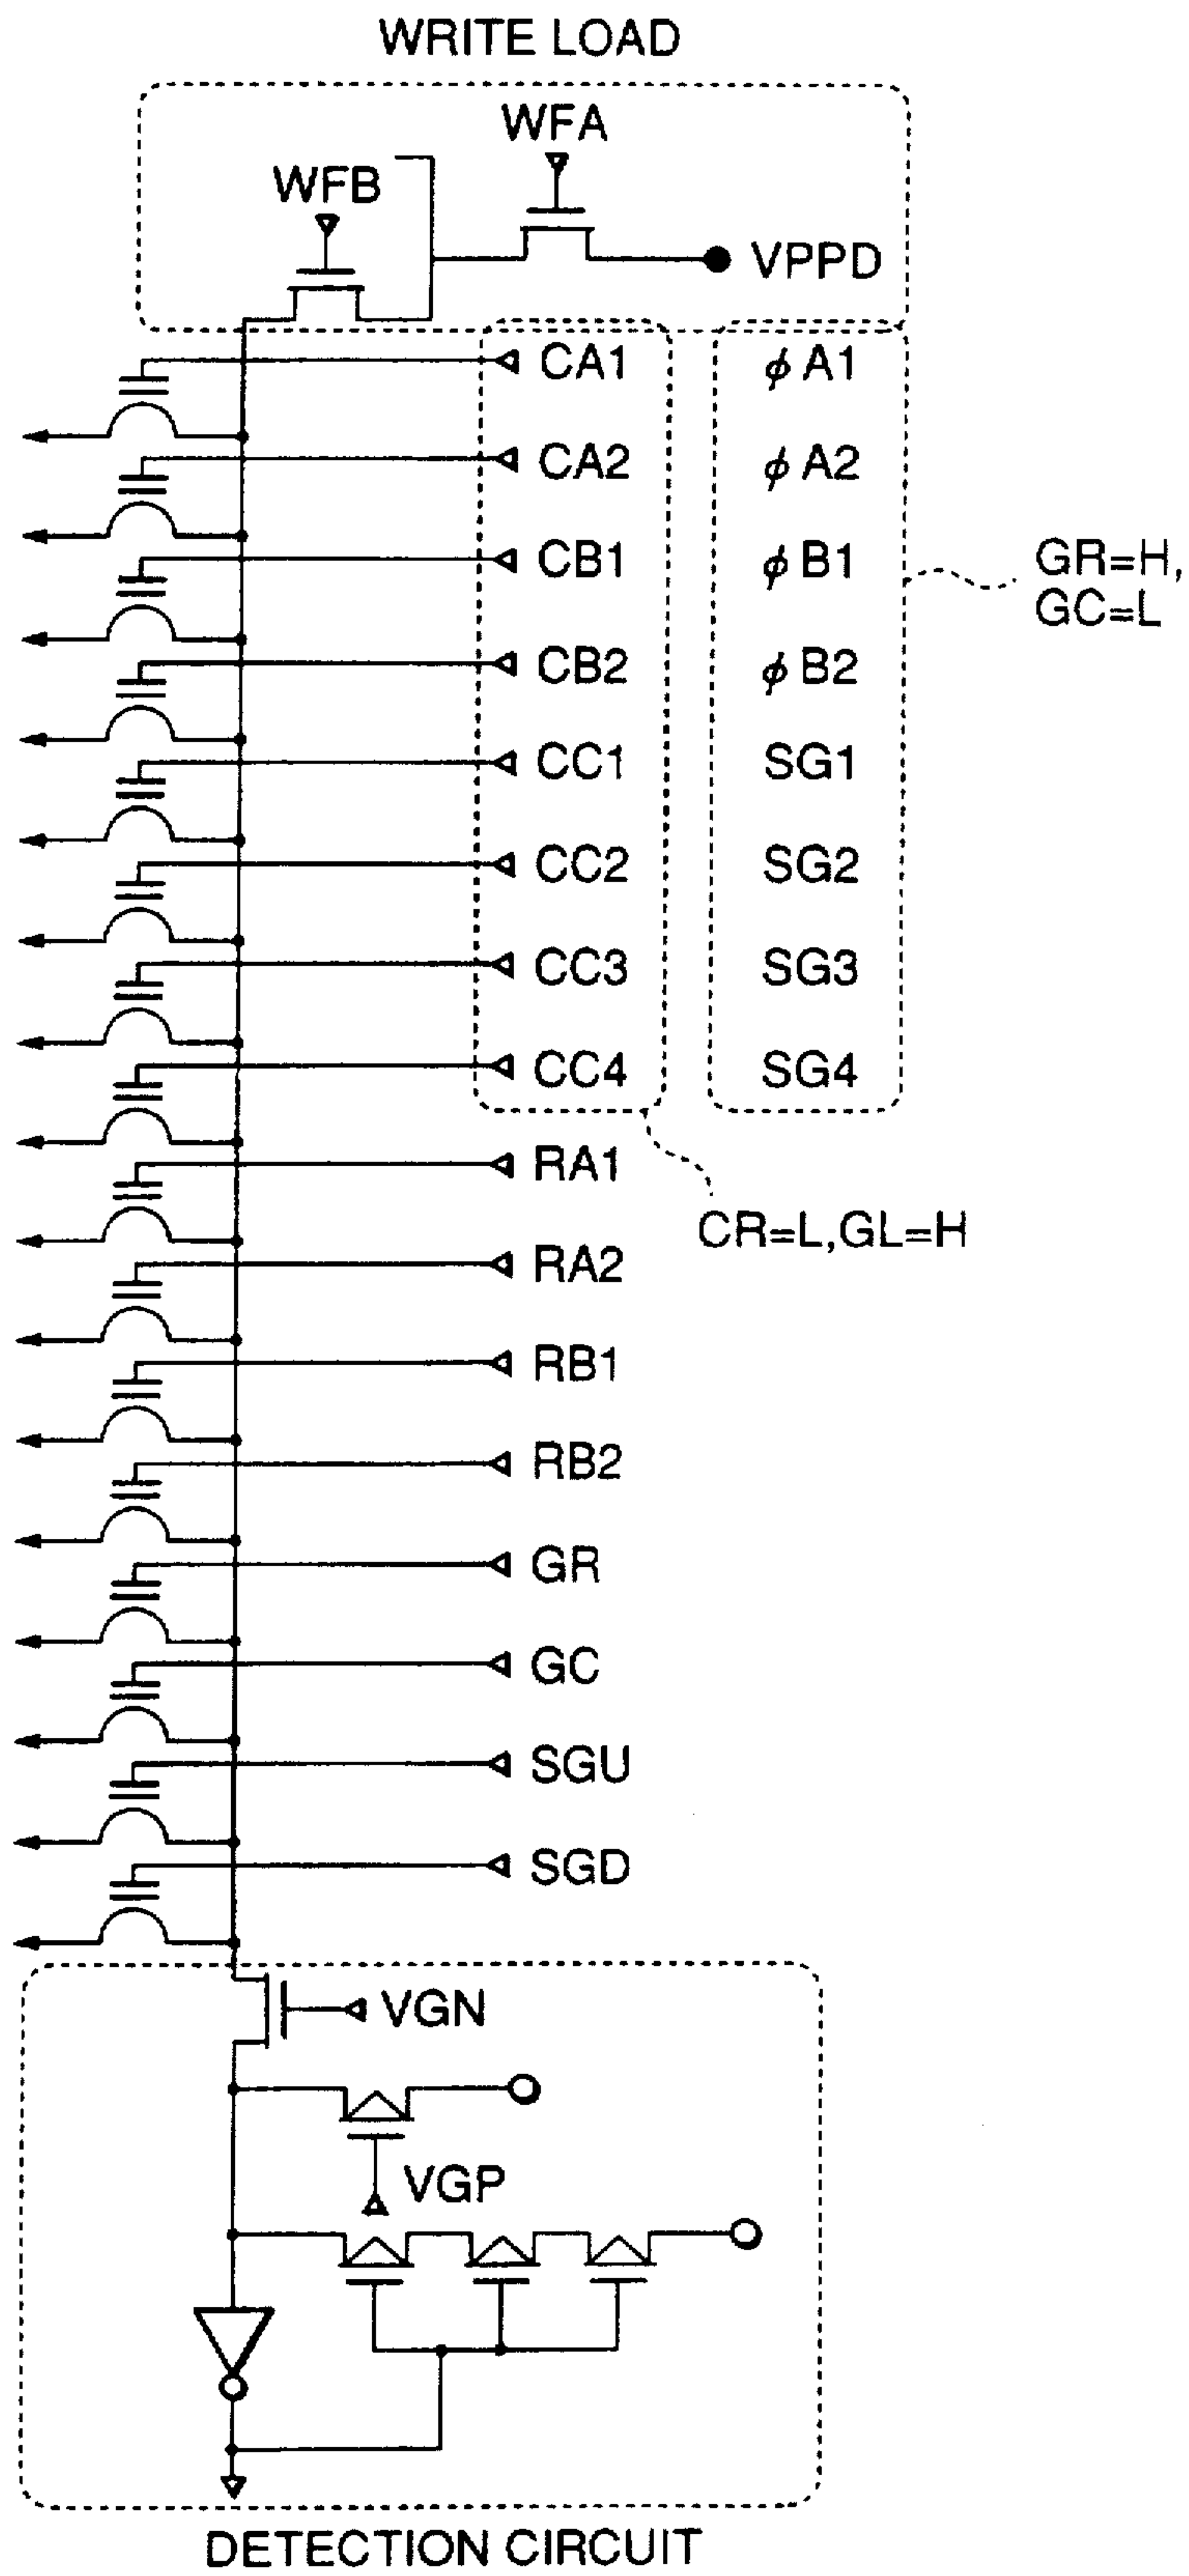 WRITE LOAD
WFA
WFB
VPPD
CA1 ϕA1
CA2 ϕA2
CB1 ϕB1
GR=H,
GC=L
CB2 ϕB2
CC1 SG1
CC2 SG2
CC3 SG3
CC4 SG4
RA1
CR=L,GL=H
RA2
RB1
RB2
GR
GC
SGU
SGD
VGN
VGP
DETECTION CIRCUIT